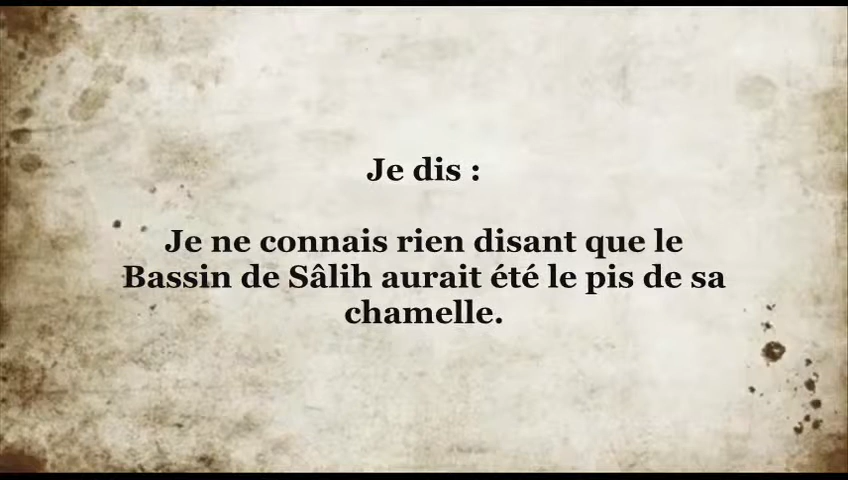 Je dis :
Je ne connais rien disant que le
Bassin de Sâlih aurait été le pis de sa
chamelle.